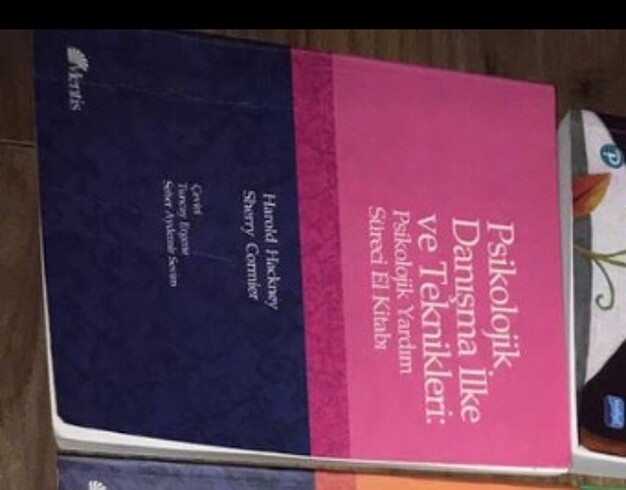 Psikolojik
Danışma İlke
ve Teknikleri:
Psikolojik Yardım
Süreci El Kitabı
Harold Hackney
Sherry Cormier
Çeviri
Tuncay Ergene
Seher Aydemir Sevim
Mentis